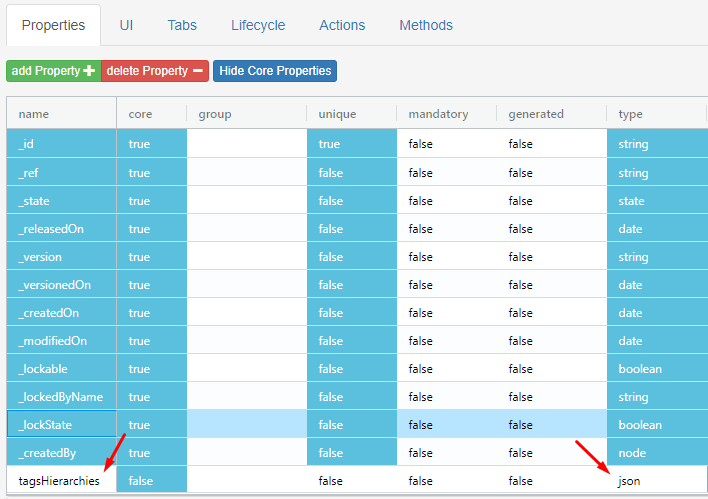 Properties UI Tabs Lifecycle Actions Methods
add Property delete Property Hide Core Properties
name core group unique mandatory generated type
_id true true false false string
_ref true false false false string
_state true false false false state
_releasedOn true false false false date
_version true false false false string
_versionedOn true false false false date
_createdOn true false false false date
_modifiedOn true false false false date
_lockable true false false false boolean
_lockedByName true false false false string
_lockState true false false false boolean
_createdBy true false false false node
tagsHierarchies false false false false json